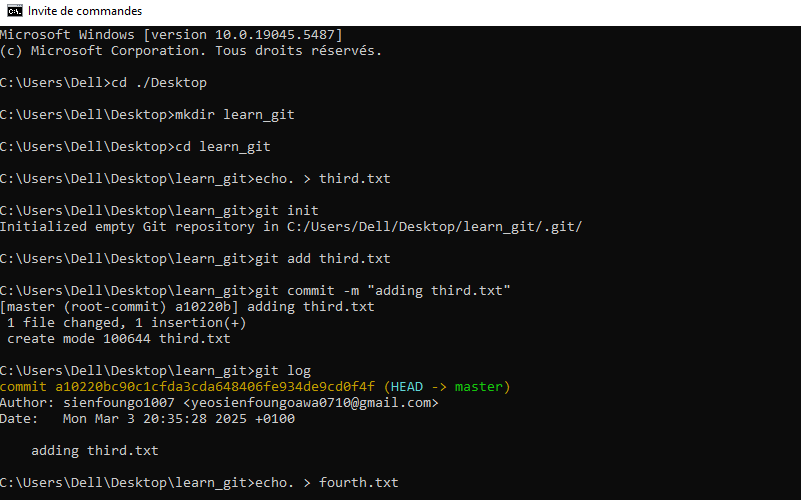 Invite de commandes
Microsoft Windows [version 10.0.19045.5487]
(c) Microsoft Corporation. Tous droits réservés.
C:\Users\Dell>cd ./Desktop
C:\Users\Dell\Desktop>mkdir learn_git
C:\Users\Dell\Desktop>cd learn_git
C:\Users\Dell\Desktop\learn_git>echo. > third.txt
C:\Users\Dell\Desktop\learn_git>git init
Initialized empty Git repository in C:/Users/Dell/Desktop/learn_git/.git/
C:\Users\Dell\Desktop\learn_git>git add third.txt
C:\Users\Dell\Desktop\learn_git>git commit -m "adding third.txt"
[master (root-commit) a10220b] adding third.txt
 1 file changed, 1 insertion(+)
 create mode 100644 third.txt
C:\Users\Dell\Desktop\learn_git>git log
commit a10220bc90c1cfda3cda648406fe934de9cd0f4f (HEAD -> master)
Author: sienfoungo1007 <yeosienfoungoawa0710@gmail.com>
Date:   Mon Mar 3 20:35:28 2025 +0100
    adding third.txt
C:\Users\Dell\Desktop\learn_git>echo. > fourth.txt